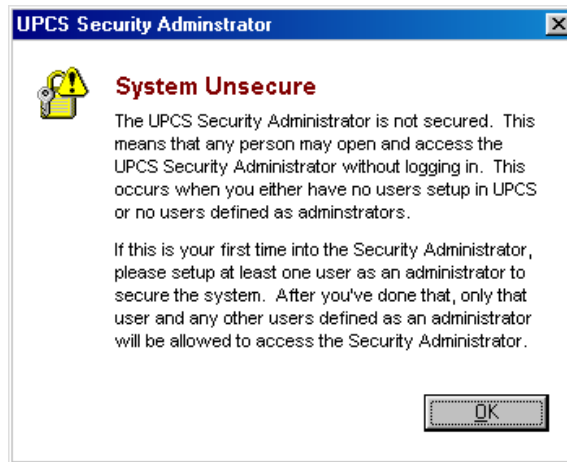 UPCS Security Adminstrator
System Unsecure
The UPCS Security Administrator is not secured. This
means that any person may open and access the
UPCS Security Administrator without logging in. This
occurs when you either have no users setup in UPCS
or no users defined as adminstrators.
If this is your first time into the Security Administrator,
please setup at least one user as an administrator to
secure the system. After you've done that, only that
user and any other users defined as an administrator
will be allowed to access the Security Administrator.
OK